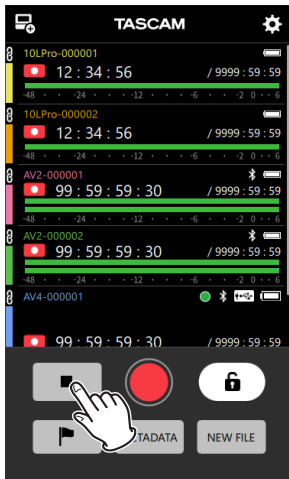 TASCAM
10LPro-000001
12 : 34 : 56 / 9999 : 59 : 59
-48 -24 -12 -6 -2 0 6
10LPro-000002
12 : 34 : 56 / 9999 : 59 : 59
-48 -24 -12 -6 -2 0 6
AV2-000001
99 : 59 : 59 : 30 / 9999 : 59 : 59
-48 -24 -12 -6 -2 0 6
AV2-000002
99 : 59 : 59 : 30 / 9999 : 59 : 59
-48 -24 -12 -6 -2 0 6
AV4-000001
99 : 59 : 59 : 30 / 9999 : 59 : 59
TADATA NEW FILE